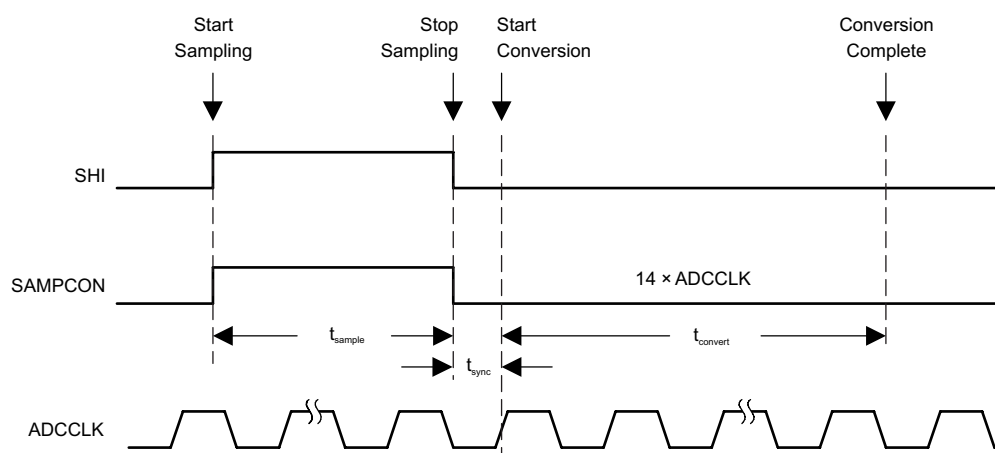 Start
Sampling
Stop
Sampling
Start
Conversion
Conversion
Complete
SHI
SAMPCON
14 × ADCCLK
tsample
tconvert
tsync
ADCCLK